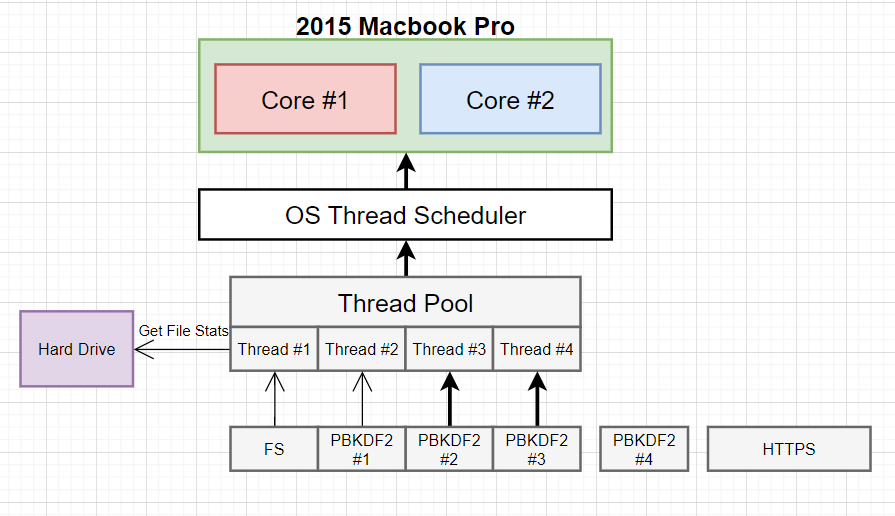 2015 Macbook Pro
Core #1
Core #2
OS Thread Scheduler
Thread Pool
Get File Stats
Hard Drive
Thread #1
Thread #2
Thread #3
Thread #4
FS
PBKDF2
#1
PBKDF2
#2
PBKDF2
#3
PBKDF2
#4
HTTPS